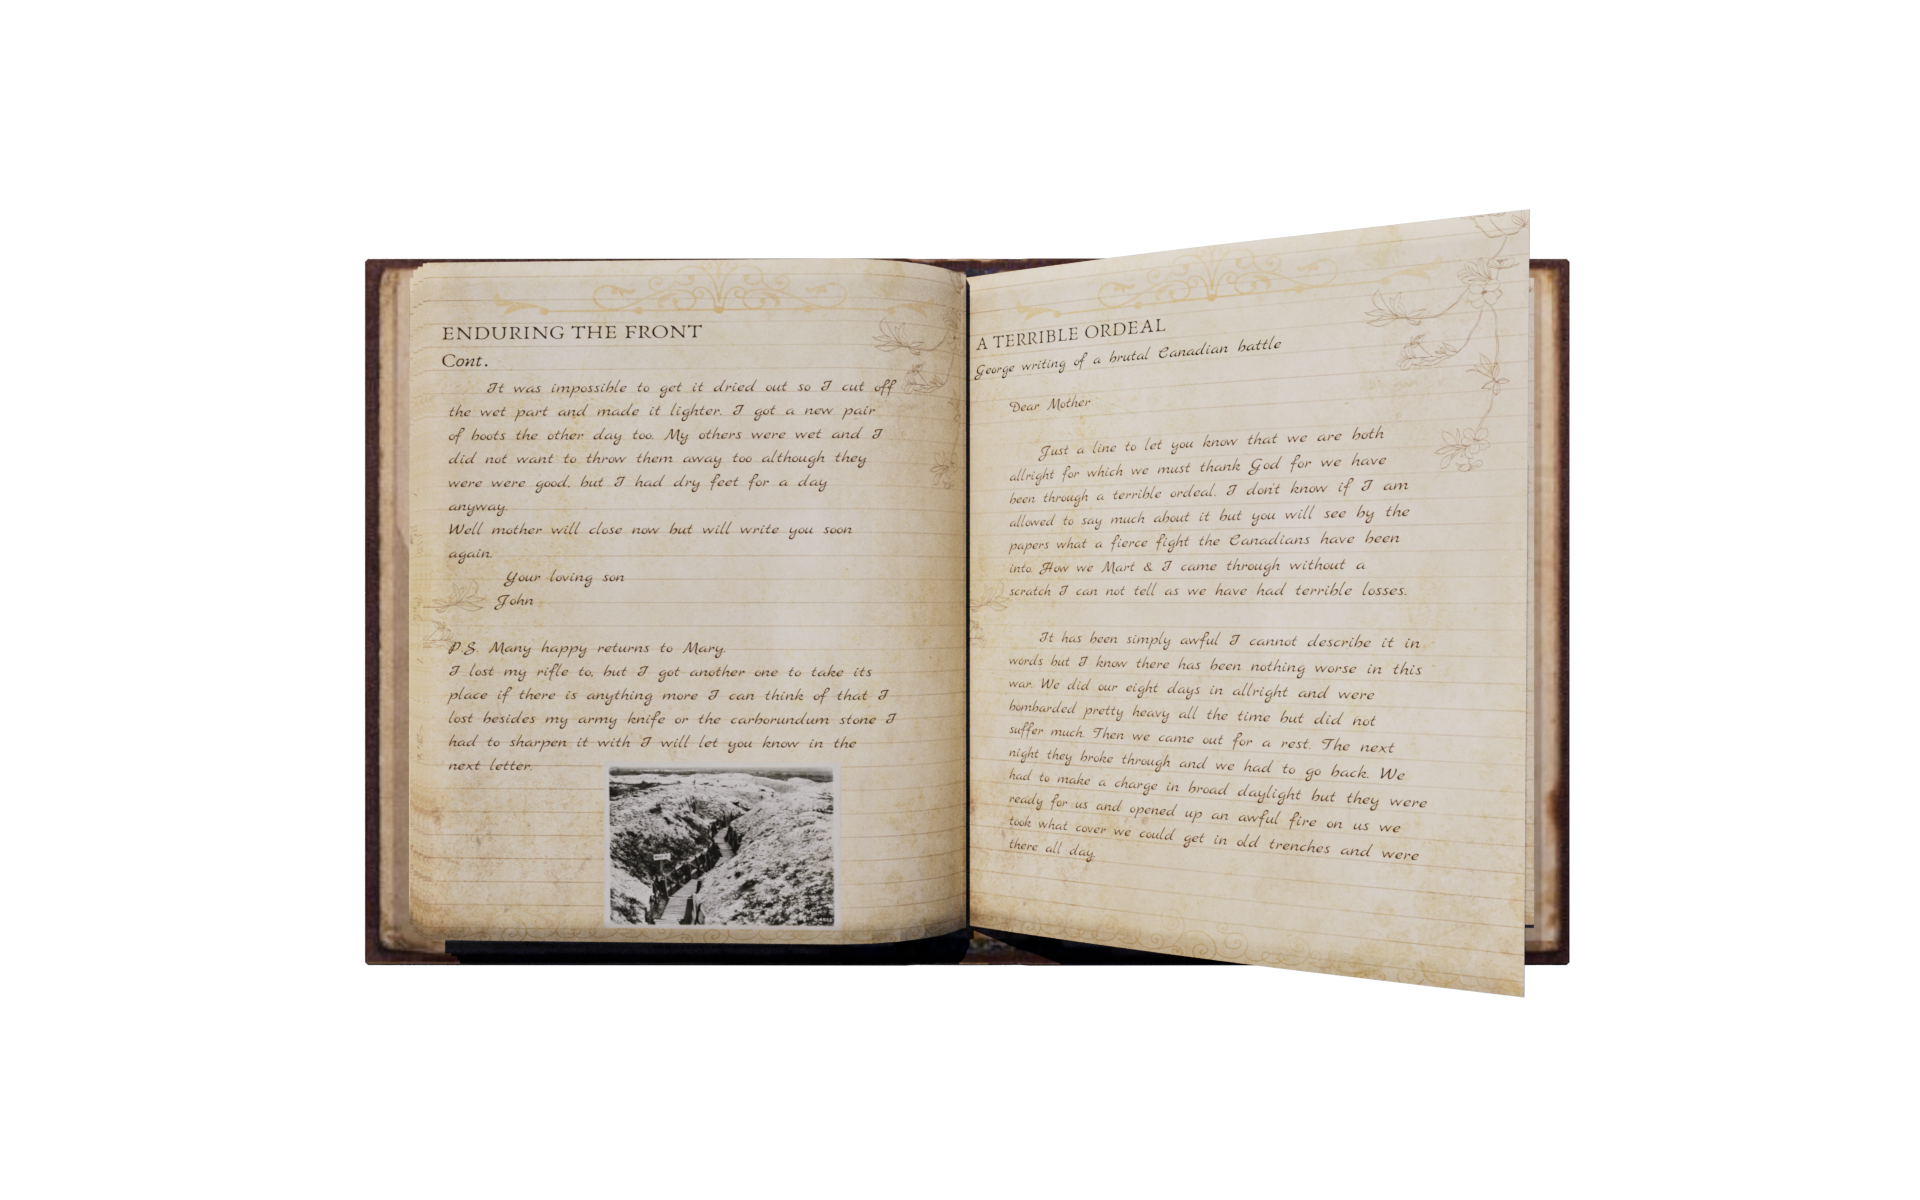 ENDURING THE FRONT
Cont.
It was impossible to get it dried out so I cut off
the wet part and made it lighter. I got a new pair
of boots the other day too. My others were wet and I
did not want to throw them away too although they
were were good, but I had dry feet for a day
anyway.
Well mother will close now but will write you soon
again.
Your loving son
John
P.S. Many happy returns to Mary.
I lost my rifle to, but I got another one to take its
place if there is anything more I can think of that I
lost besides my army knife or the carborundum stone I
had to sharpen it with I will let you know in the
next letter.
A TERRIBLE ORDEAL
George writing of a brutal Canadian battle
Dear Mother
Just a line to let you know that we are both
allright for which we must thank God for we have
been through a terrible ordeal. I don't know if I am
allowed to say much about it but you will see by the
papers what a fierce fight the Canadians have been
into. How we Mart & I came through without a
scratch I can not tell as we have had terrible losses.
It has been simply awful I cannot describe it in
words but I know there has been nothing worse in this
war. We did our eight days in allright and were
bombarded pretty heavy all the time but did not
suffer much. Then we came out for a rest. The next
night they broke through and we had to go back. We
had to make a charge in broad daylight but they were
ready for us and opened up an awful fire on us we
took what cover we could get in old trenches and were
there all day.